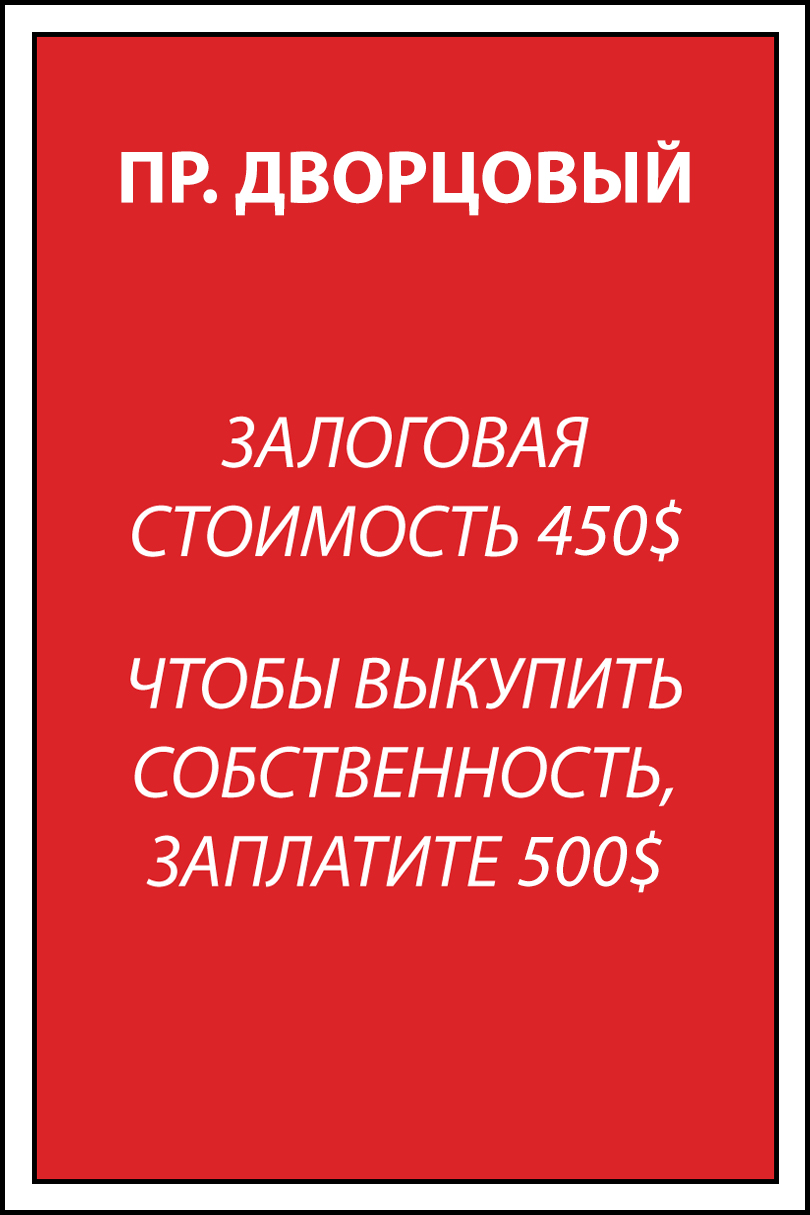 ПР. ДВОРЦОВЫЙ
ЗАЛОГОВАЯ
СТОИМОСТЬ 450$
ЧТОБЫ ВЫКУПИТЬ
СОБСТВЕННОСТЬ,
ЗАПЛАТИТЕ 500$